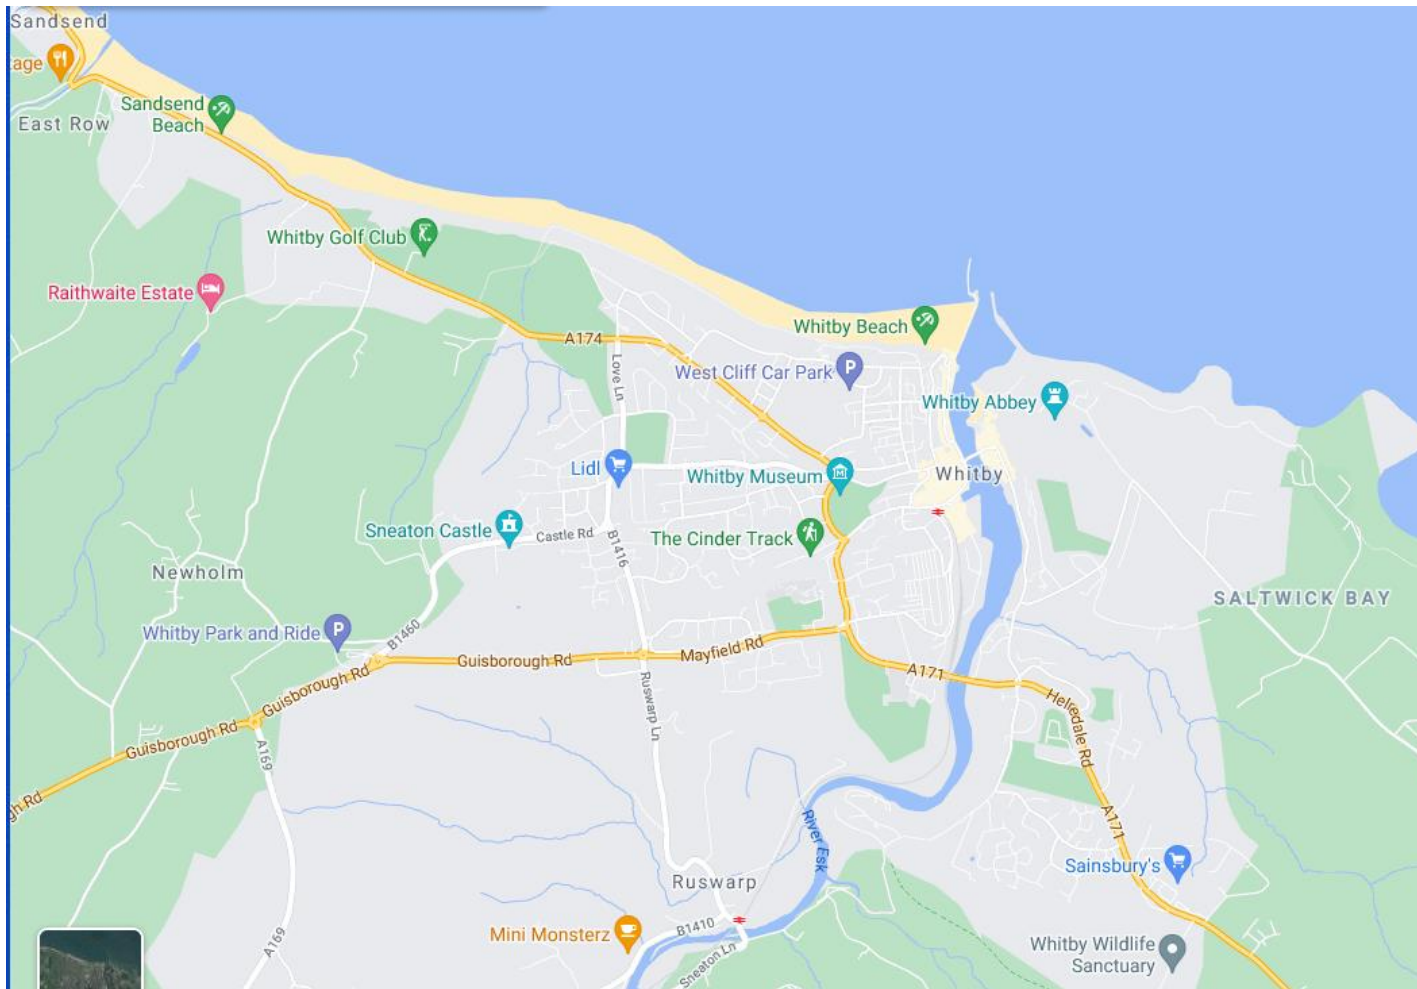 Sandsend
age
Sandsend
Beach
East Row
Whitby Golf Club
Raithwaite Estate
A174
Love Ln
Whitby Beach
West Cliff Car Park
Whitby Abbey
Lidl
Whitby Museum
Whitby
Sneaton Castle
Castle Rd
B1416
The Cinder Track
Newholm
SALTWICK BAY
Whitby Park and Ride
B1460
Guisborough Rd
Mayfield Rd
A171
Guisborough Rd
Ruswarp Ln
Helredale Rd
Guisborough Rd
A169
gh Rd
River Esk
A171
Sainsbury's
Ruswarp
B1410
Mini Monsterz
A169
Sneaton Ln
Whitby Wildlife
Sanctuary